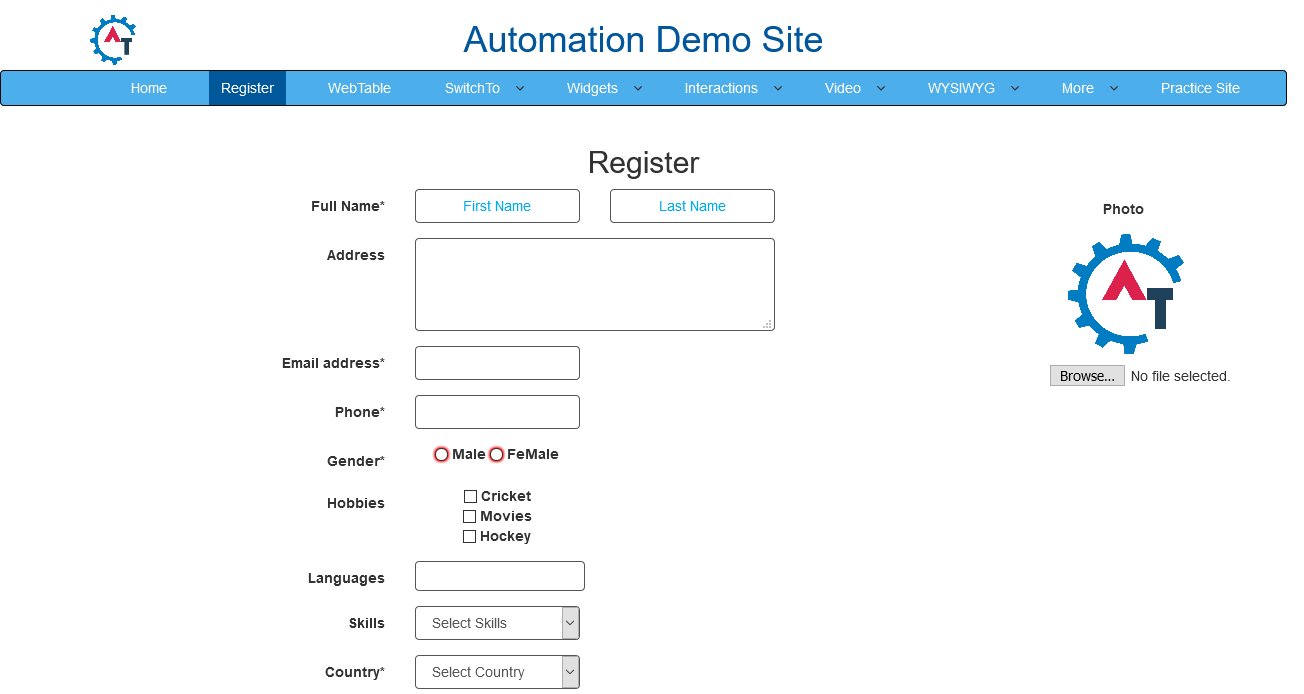 AT
Automation Demo Site
Home Register WebTable SwitchTo Widgets Interactions Video WYSIWYG More Practice Site
Register
Full Name* First Name Last Name
Photo
Address
AT
Email address*
Browse... No file selected.
Phone*
Gender* Male FeMale
Hobbies Cricket
Movies
Hockey
Languages
Skills Select Skills
Country* Select Country